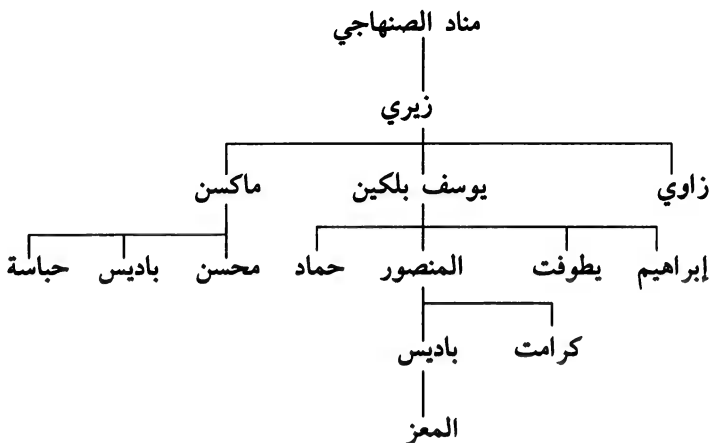 مناد الصنهاجي
زيري
زاوي يوسف بلكين ماكسن
إبراهيم يطوفت المنصور حماد محسن باديس حباسة
كرامت باديس
المعز